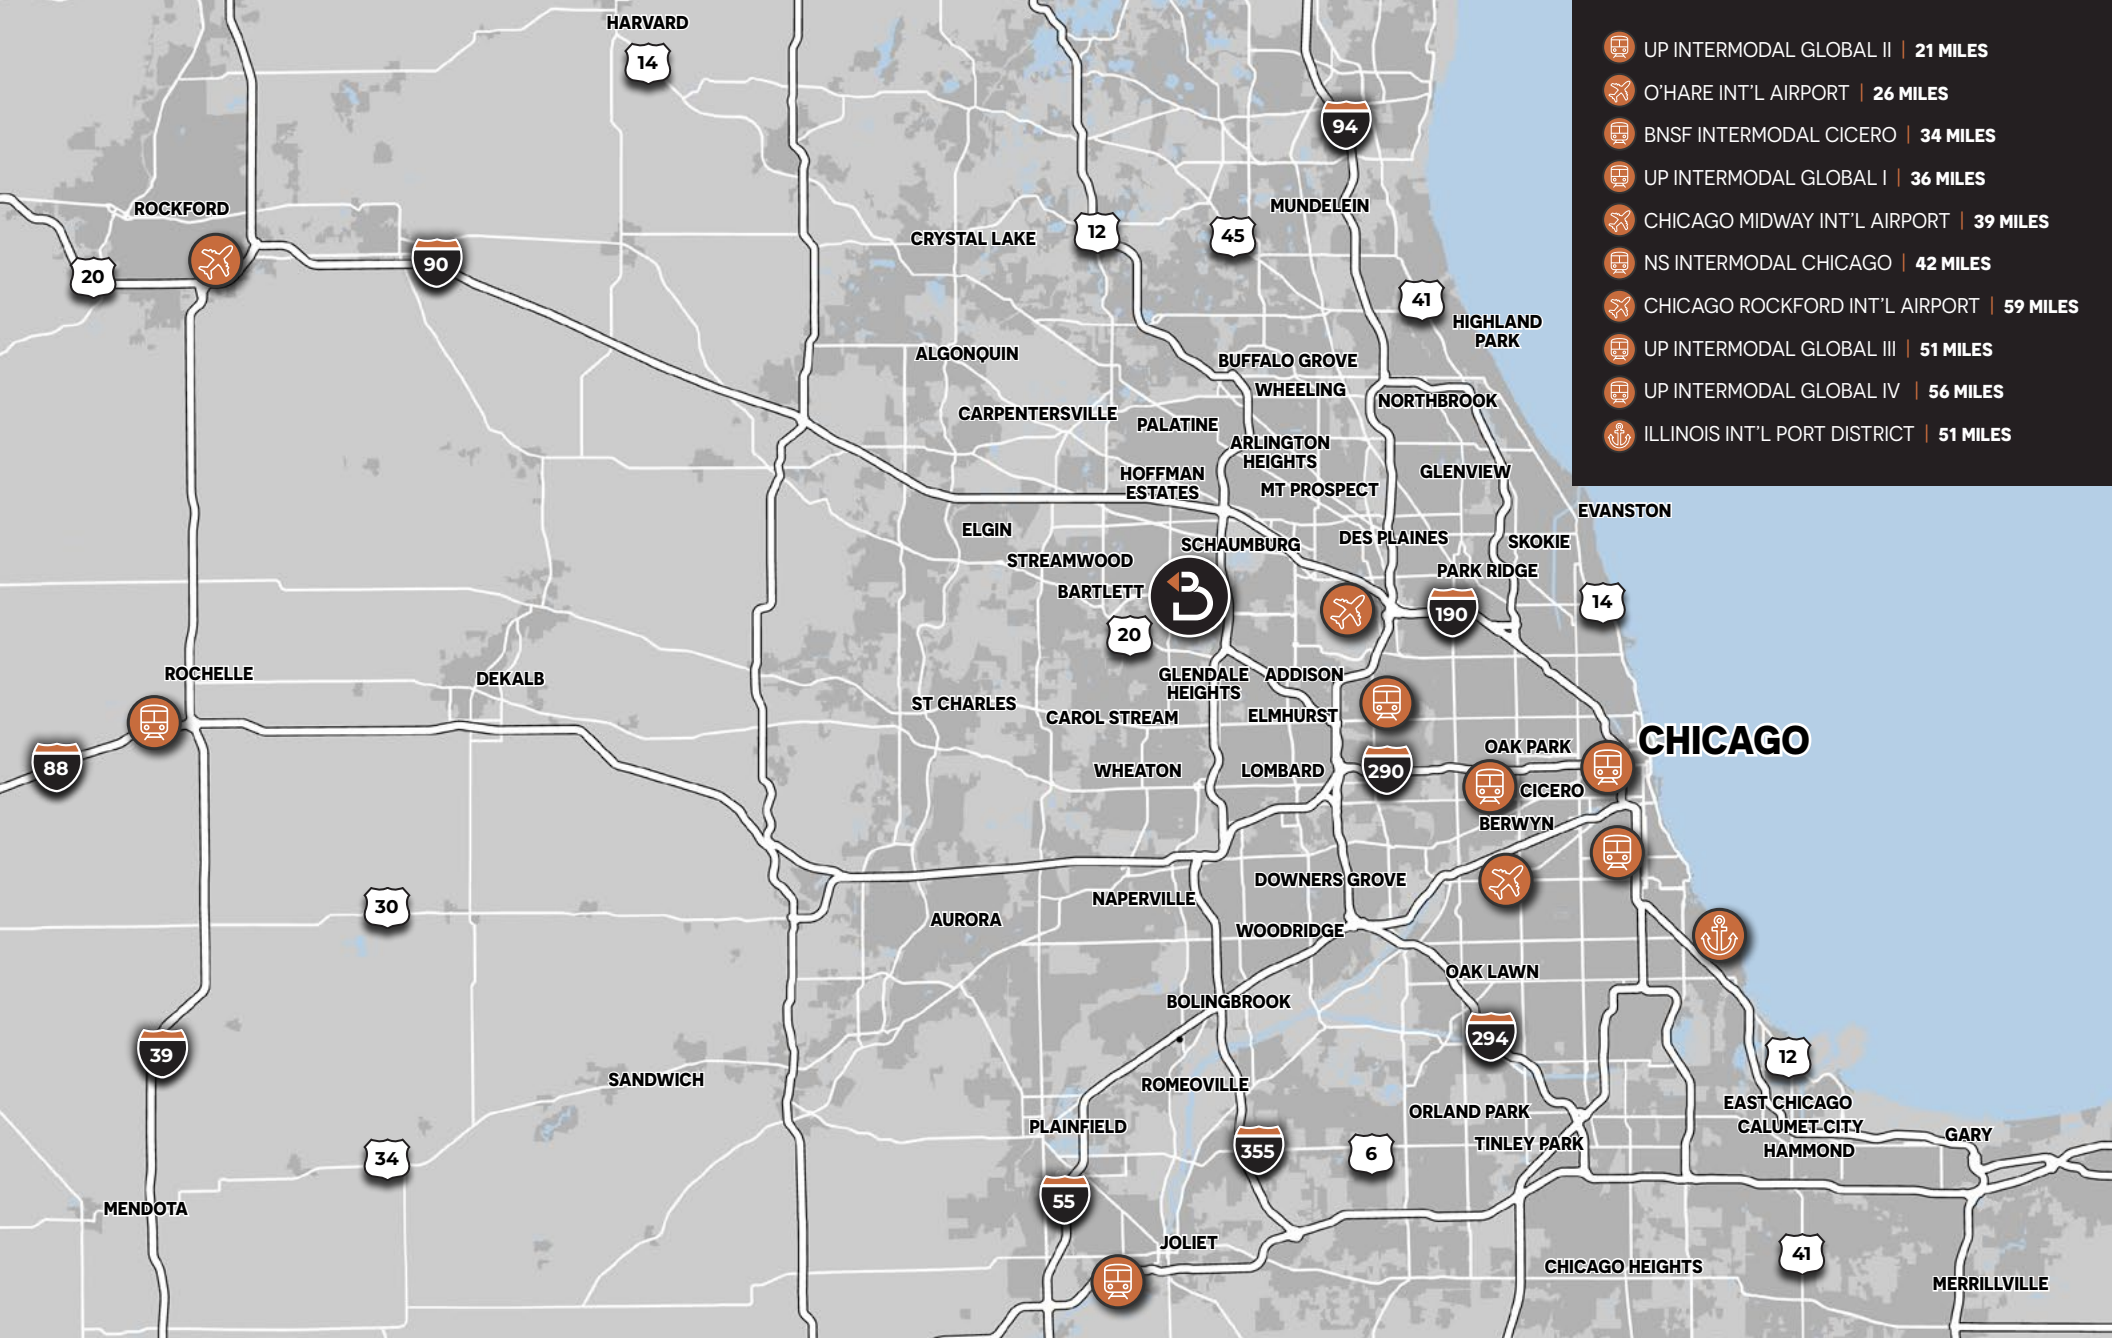 UP INTERMODAL GLOBAL II | 21 MILES
O'HARE INT'L AIRPORT | 26 MILES
BNSF INTERMODAL CICERO | 34 MILES
UP INTERMODAL GLOBAL I | 36 MILES
CHICAGO MIDWAY INT'L AIRPORT | 39 MILES
NS INTERMODAL CHICAGO | 42 MILES
CHICAGO ROCKFORD INT'L AIRPORT | 59 MILES
UP INTERMODAL GLOBAL III | 51 MILES
UP INTERMODAL GLOBAL IV | 56 MILES
ILLINOIS INT'L PORT DISTRICT | 51 MILES
HARVARD
14
94
ROCKFORD
MUNDELEIN
12
45
CRYSTAL LAKE
90
20
41
HIGHLAND
PARK
ALGONQUIN
BUFFALO GROVE
WHEELING
NORTHBROOK
CARPENTERSVILLE
PALATINE
ARLINGTON
HEIGHTS
GLENVIEW
HOFFMAN
ESTATES
MT PROSPECT
EVANSTON
ELGIN
DES PLAINES
SKOKIE
SCHAUMBURG
STREAMWOOD
PARK RIDGE
BARTLETT
B
14
190
20
ROCHELLE
DEKALB
GLENDALE
HEIGHTS
ADDISON
ST CHARLES
CAROL STREAM
ELMHURST
CHICAGO
OAK PARK
88
WHEATON
LOMBARD
290
CICERO
BERWYN
DOWNERS GROVE
NAPERVILLE
30
AURORA
WOODRIDGE
OAK LAWN
BOLINGBROOK
294
39
12
SANDWICH
ROMEOVILLE
EAST CHICAGO
ORLAND PARK
PLAINFIELD
CALUMET CITY
GARY
TINLEY PARK
HAMMOND
355
6
34
55
MENDOTA
JOLIET
41
CHICAGO HEIGHTS
MERRILLVILLE